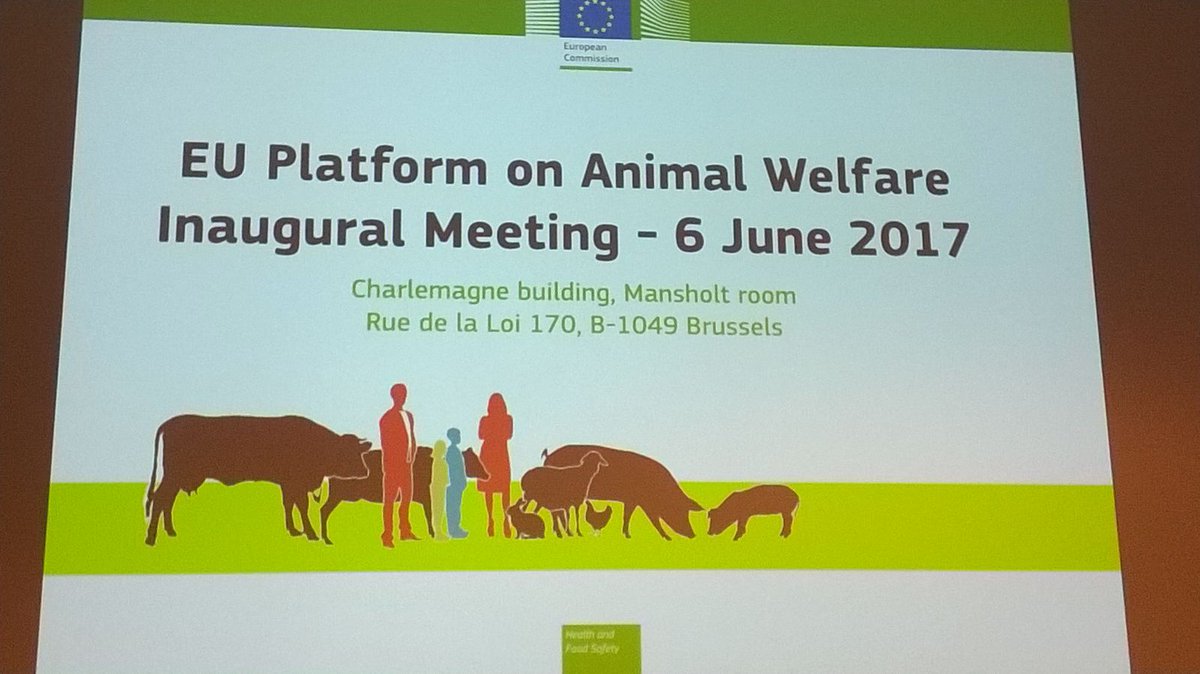 European
Commission
EU Platform on Animal Welfare
Inaugural Meeting – 6 June 2017
Charlemagne building, Mansholt room
Rue de la Loi 170, B-1049 Brussels
Health and
Food Safety